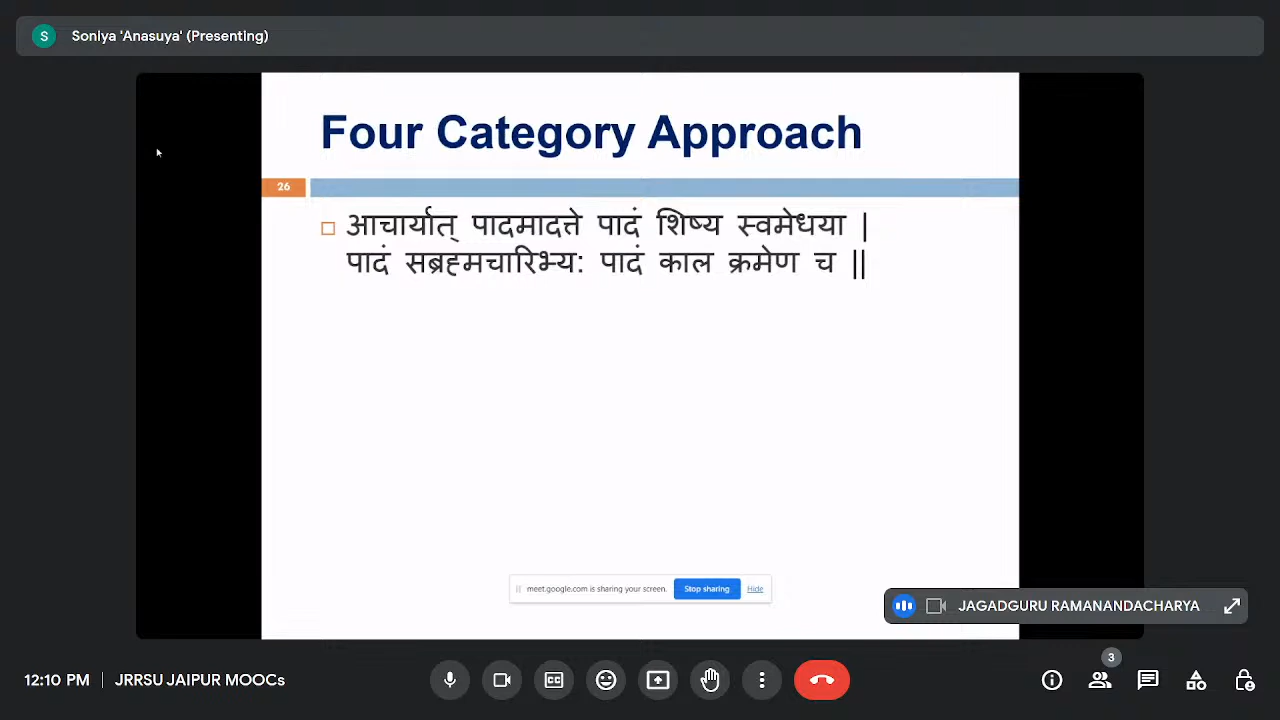 S Soniya 'Anasuya' (Presenting)
Four Category Approach
26
आचार्यात् पादमादत्ते पादं शिष्य स्वमेधया |
पादं सब्रह्मचारिभ्य: पादं काल क्रमेण च ||
meet.google.com is sharing your screen. Stop sharing Hide
JAGADGURU RAMANANDACHARYA
3
12:10 PM JRRSU JAIPUR MOOCs